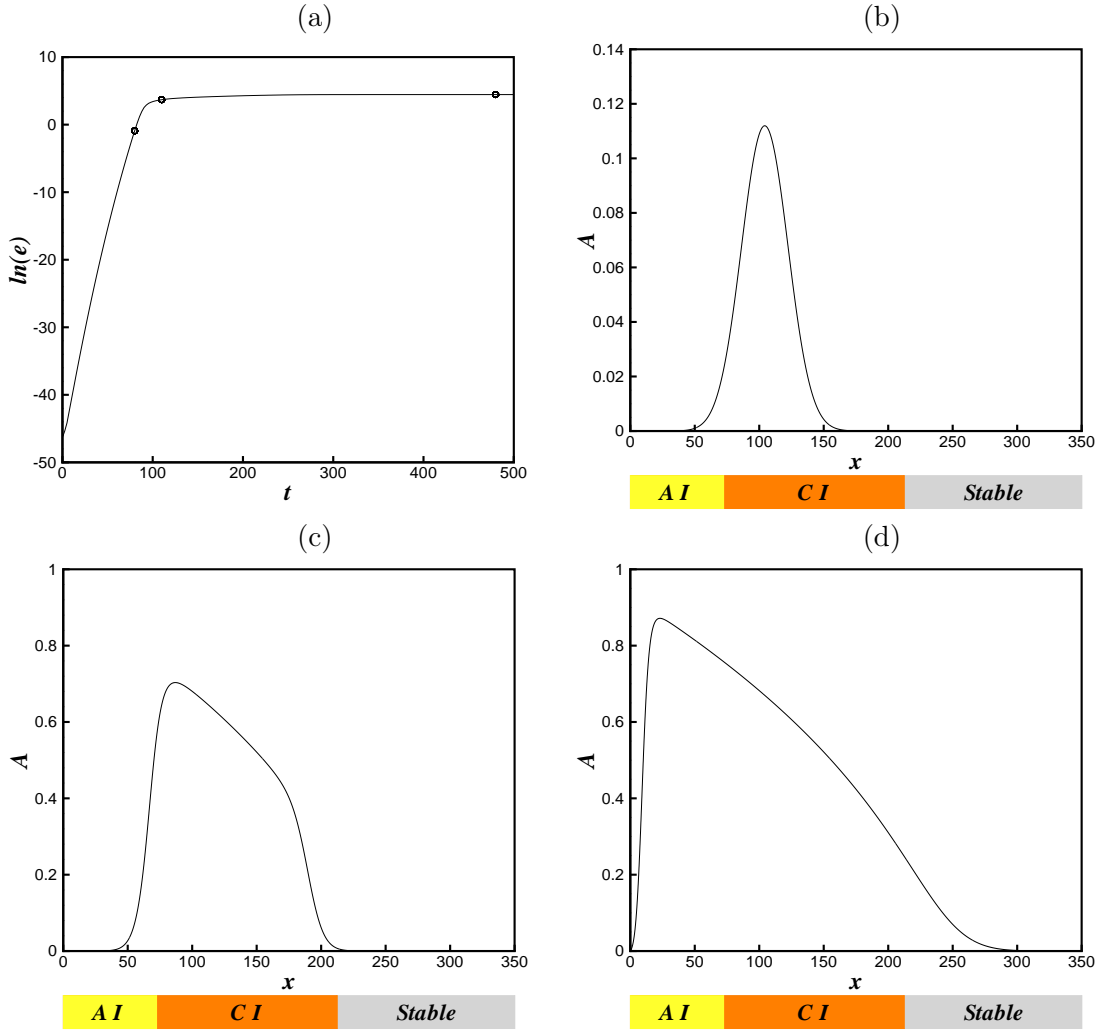 (a)
10
0
-10
-20
-30
-40
-50
ln(e)
0 100 200 300 400 500
t
(b)
0.14
0.12
0.1
0.08
0.06
0.04
0.02
0
A
0 50 100 150 200 250 300 350
x
A I C I Stable
(c)
1
0.8
0.6
0.4
0.2
0
A
0 50 100 150 200 250 300 350
x
A I C I Stable
(d)
1
0.8
0.6
0.4
0.2
0
A
0 50 100 150 200 250 300 350
x
A I C I Stable